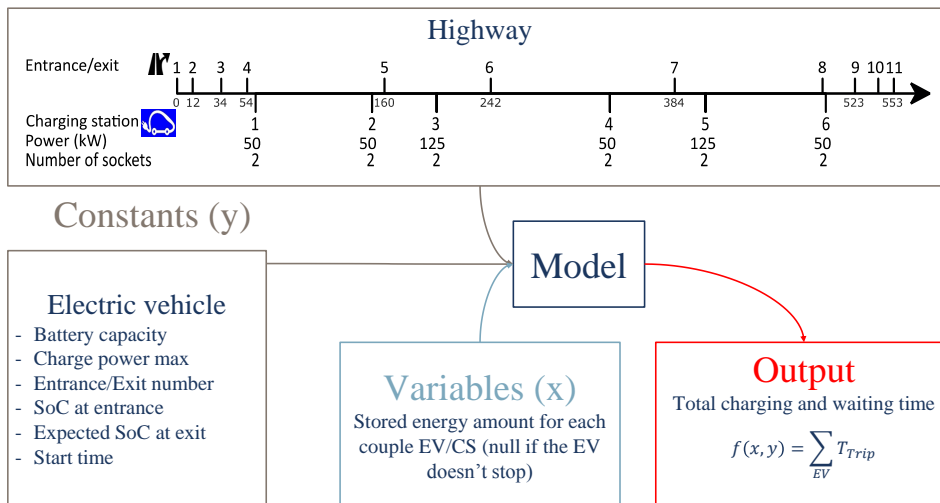 Highway
Entrance/exit
1 2 3 4 5 6 7 8 9 10 11
0 12 34 54 160 242 384 523 553
Charging station 1 2 3 4 5 6
Power (kW) 50 50 125 50 125 50
Number of sockets 2 2 2 2 2 2
Constants (y)
Electric vehicle
- Battery capacity
- Charge power max
- Entrance/Exit number
- SoC at entrance
- Expected SoC at exit
- Start time
Model
Variables (x)
Stored energy amount for each
couple EV/CS (null if the EV
doesn't stop)
Output
Total charging and waiting time
f(x, y) = ∑ T_Trip
EV